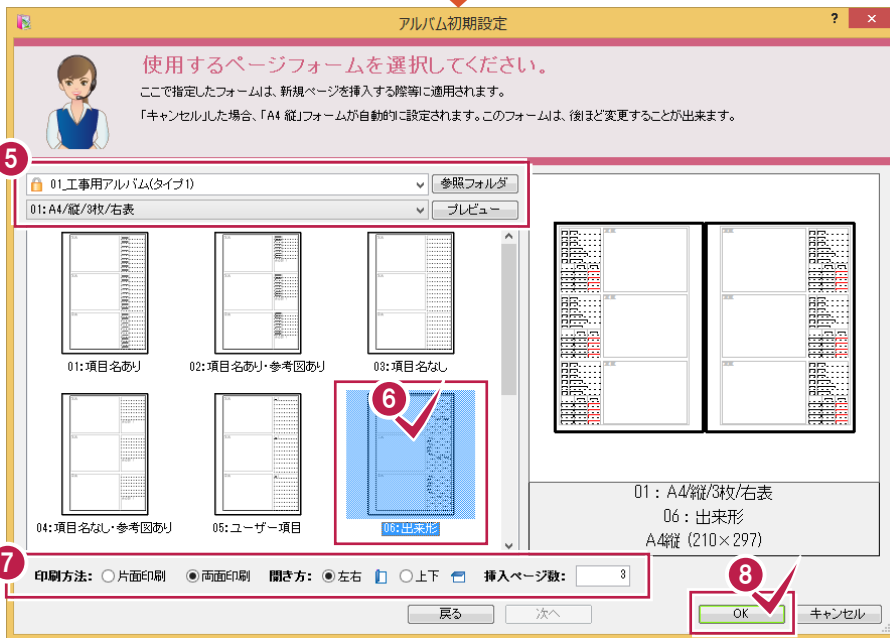 アルバム初期設定
? ×
使用するページフォームを選択してください。
ここで指定したフォームは、新規ページを挿入する際等に適用されます。
「キャンセル」した場合、「A4 縦」フォームが自動的に設定されます。このフォームは、後ほど変更することが出来ます。
5
01_工事用アルバム(タイプ1) 参照フォルダ
01:A4/縦/3枚/右表 プレビュー
01:項目名あり 02:項目名あり・参考図あり 03:項目名なし
6
04:項目名なし・参考図あり 05:ユーザー項目 06:出来形
01:A4/縦/3枚/右表
06:出来形
A4縦 (210×297)
7
印刷方法: 片面印刷 両面印刷 開き方: 左右 上下 挿入ページ数: 3
8
戻る 次へ OK キャンセル